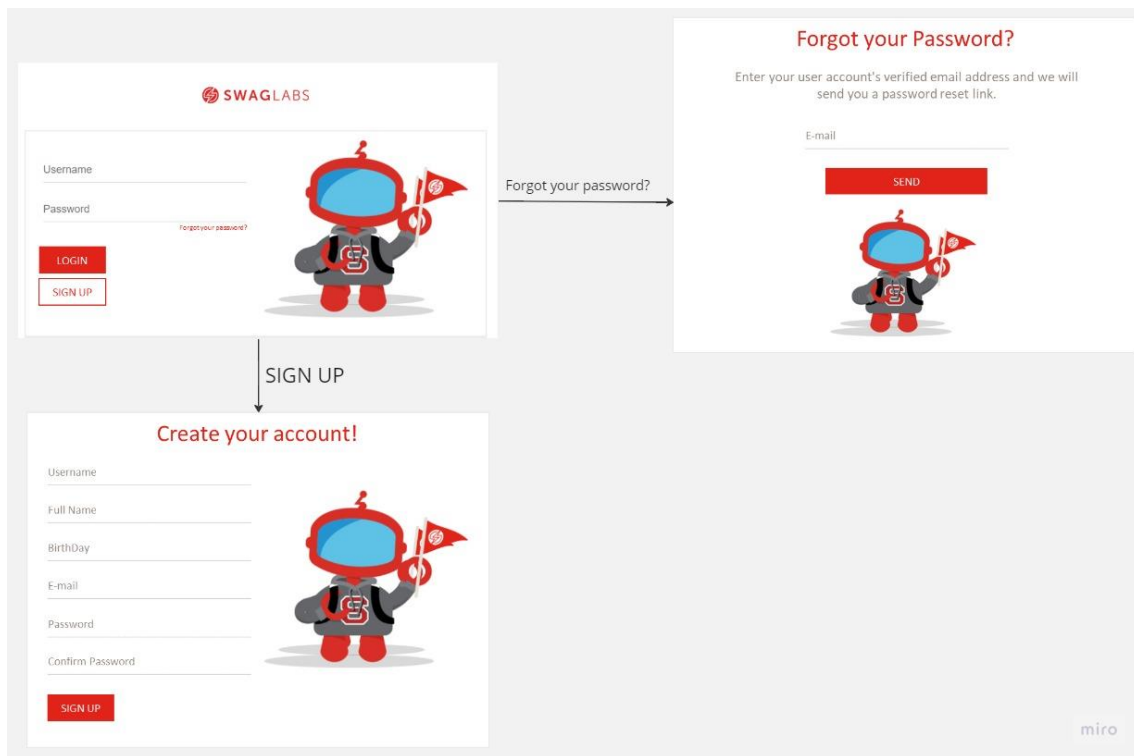 SWAGLABS
Username
Password
Forgot your password?
LOGIN
SIGN UP
Forgot your password?
Forgot your Password?
Enter your user account's verified email address and we will
send you a password reset link.
E-mail
SEND
SIGN UP
Create your account!
Username
Full Name
BirthDay
E-mail
Password
Confirm Password
SIGN UP
miro